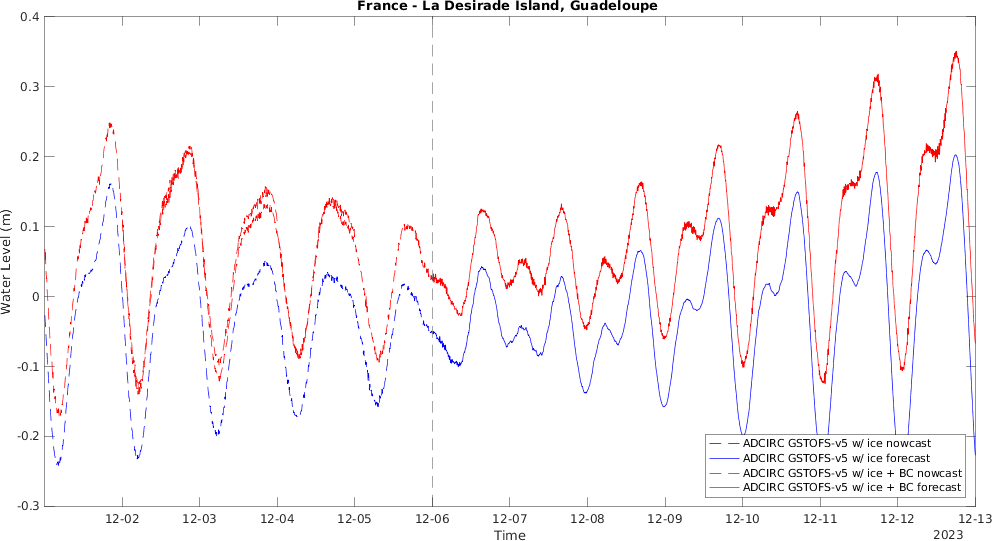 France - La Desirade Island, Guadeloupe
Water Level (m)
0.4
0.3
0.2
0.1
0
-0.1
-0.2
-0.3
ADCIRC GSTOFS-v5 w/ ice nowcast
ADCIRC GSTOFS-v5 w/ ice forecast
ADCIRC GSTOFS-v5 w/ ice + BC nowcast
ADCIRC GSTOFS-v5 w/ ice + BC forecast
12-02 12-03 12-04 12-05 12-06 12-07 12-08 12-09 12-10 12-11 12-12 12-13
Time
2023